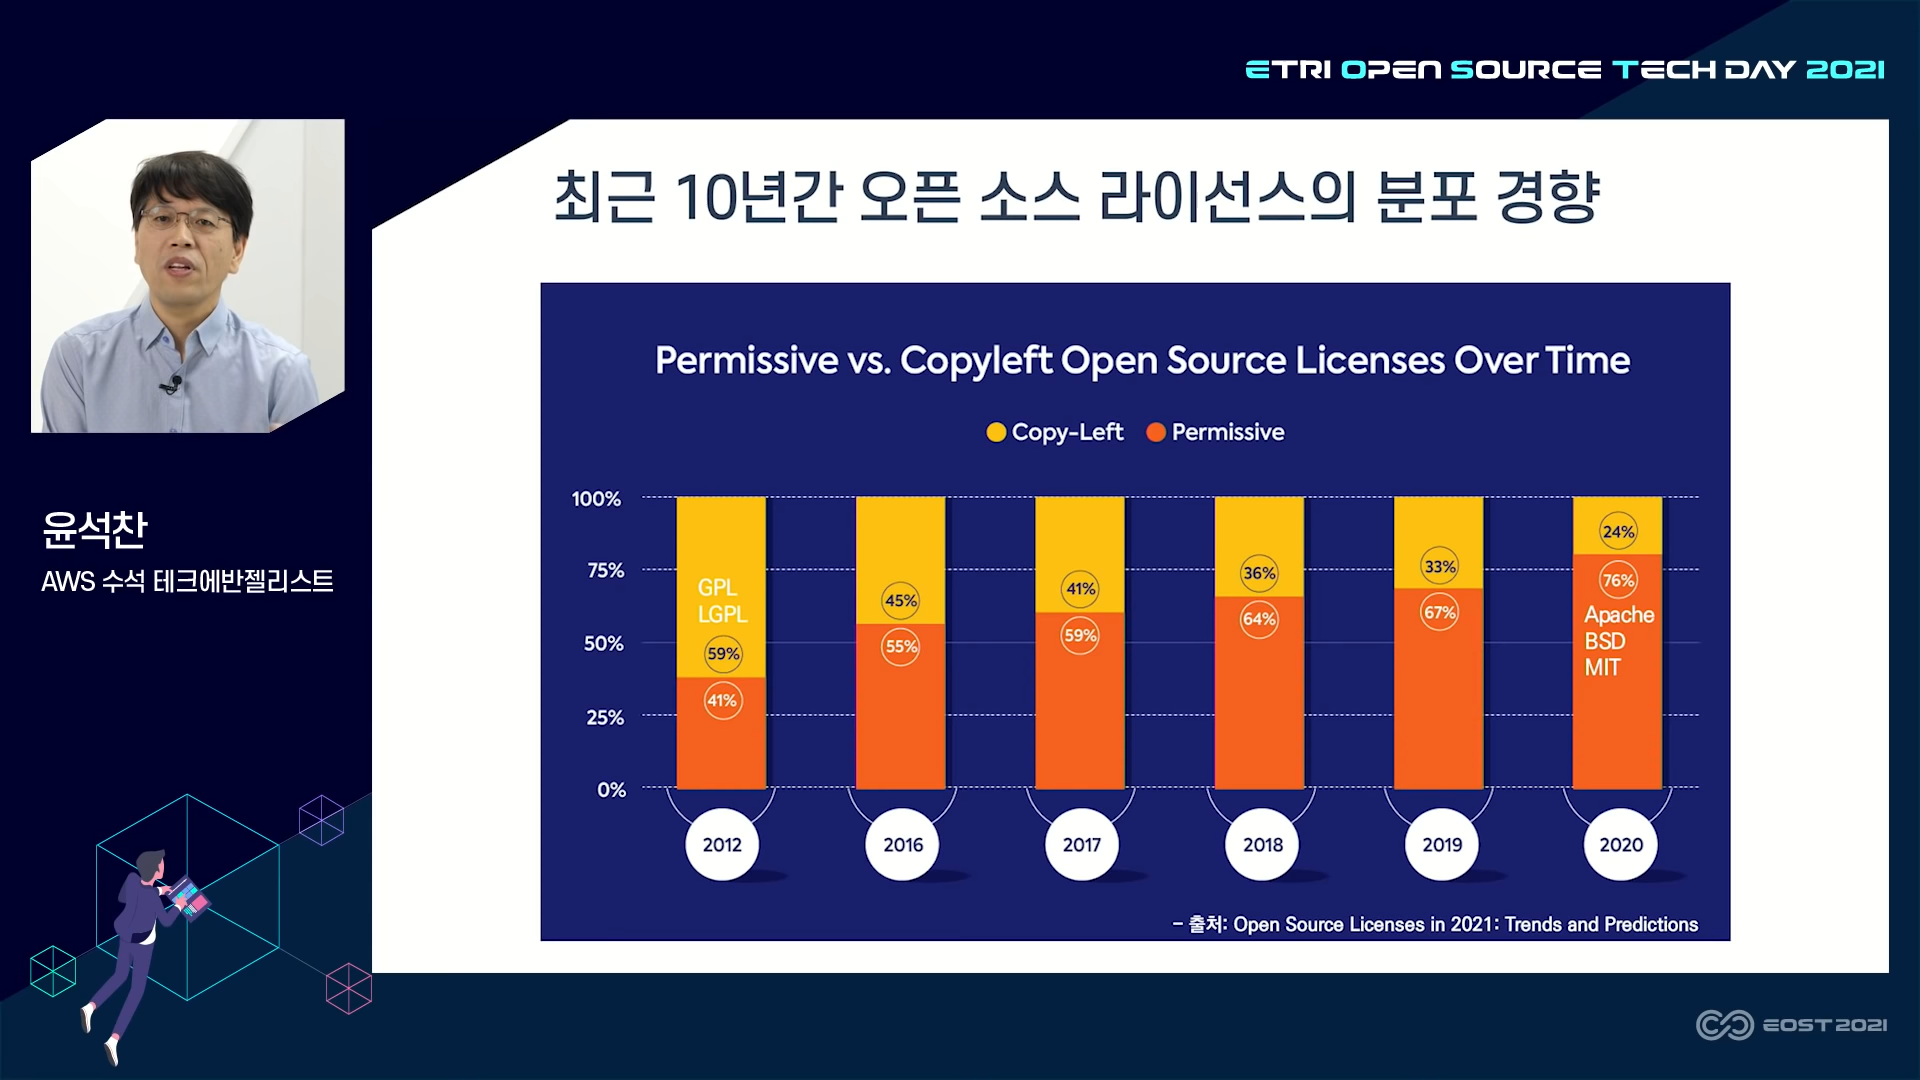 ETRI OPEN SOURCE TECH DAY 2021
최근 10년간 오픈 소스 라이선스의 분포 경향
윤석찬
AWS 수석 테크에반젤리스트
Permissive vs. Copyleft Open Source Licenses Over Time
Copy-Left Permissive
100%
75%
50%
25%
0%
GPL
LGPL
59%
41%
45%
55%
41%
59%
36%
64%
33%
67%
24%
76%
Apache
BSD
MIT
2012 2016 2017 2018 2019 2020
– 출처: Open Source Licenses in 2021: Trends and Predictions
EOST 2021